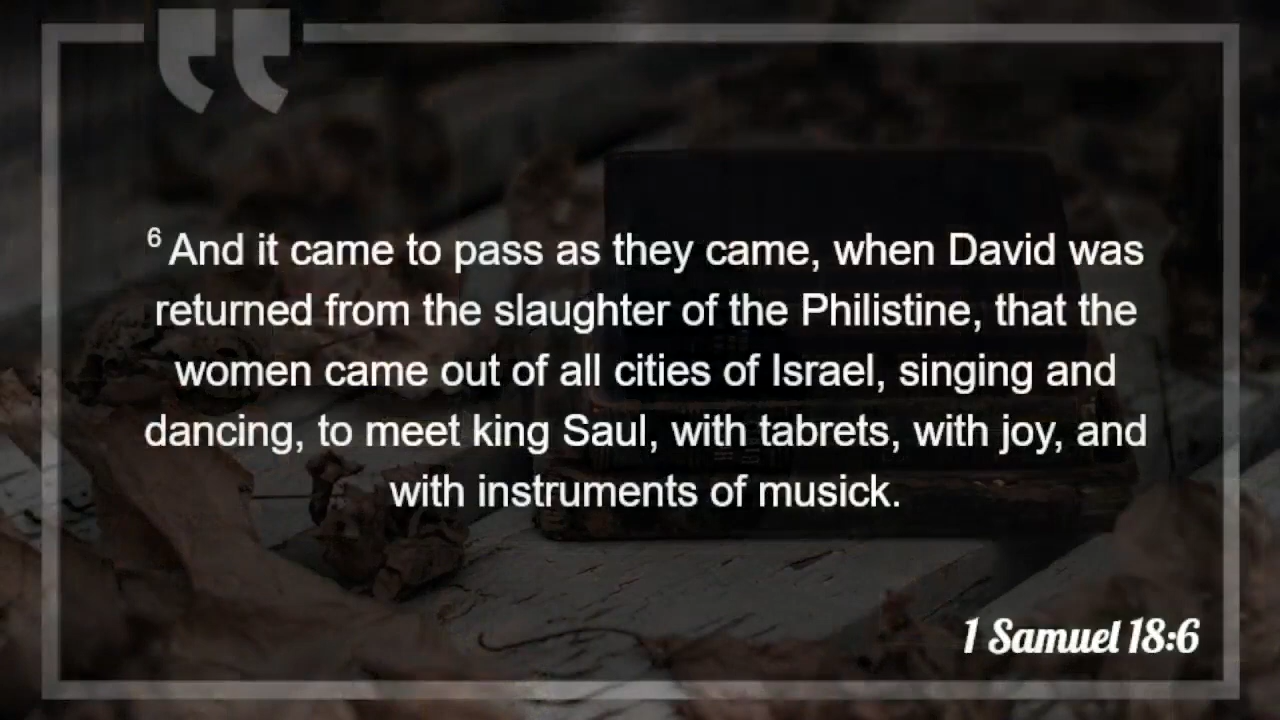 6 And it came to pass as they came, when David was
returned from the slaughter of the Philistine, that the
women came out of all cities of Israel, singing and
dancing, to meet king Saul, with tabrets, with joy, and
with instruments of musick.
1 Samuel 18:6